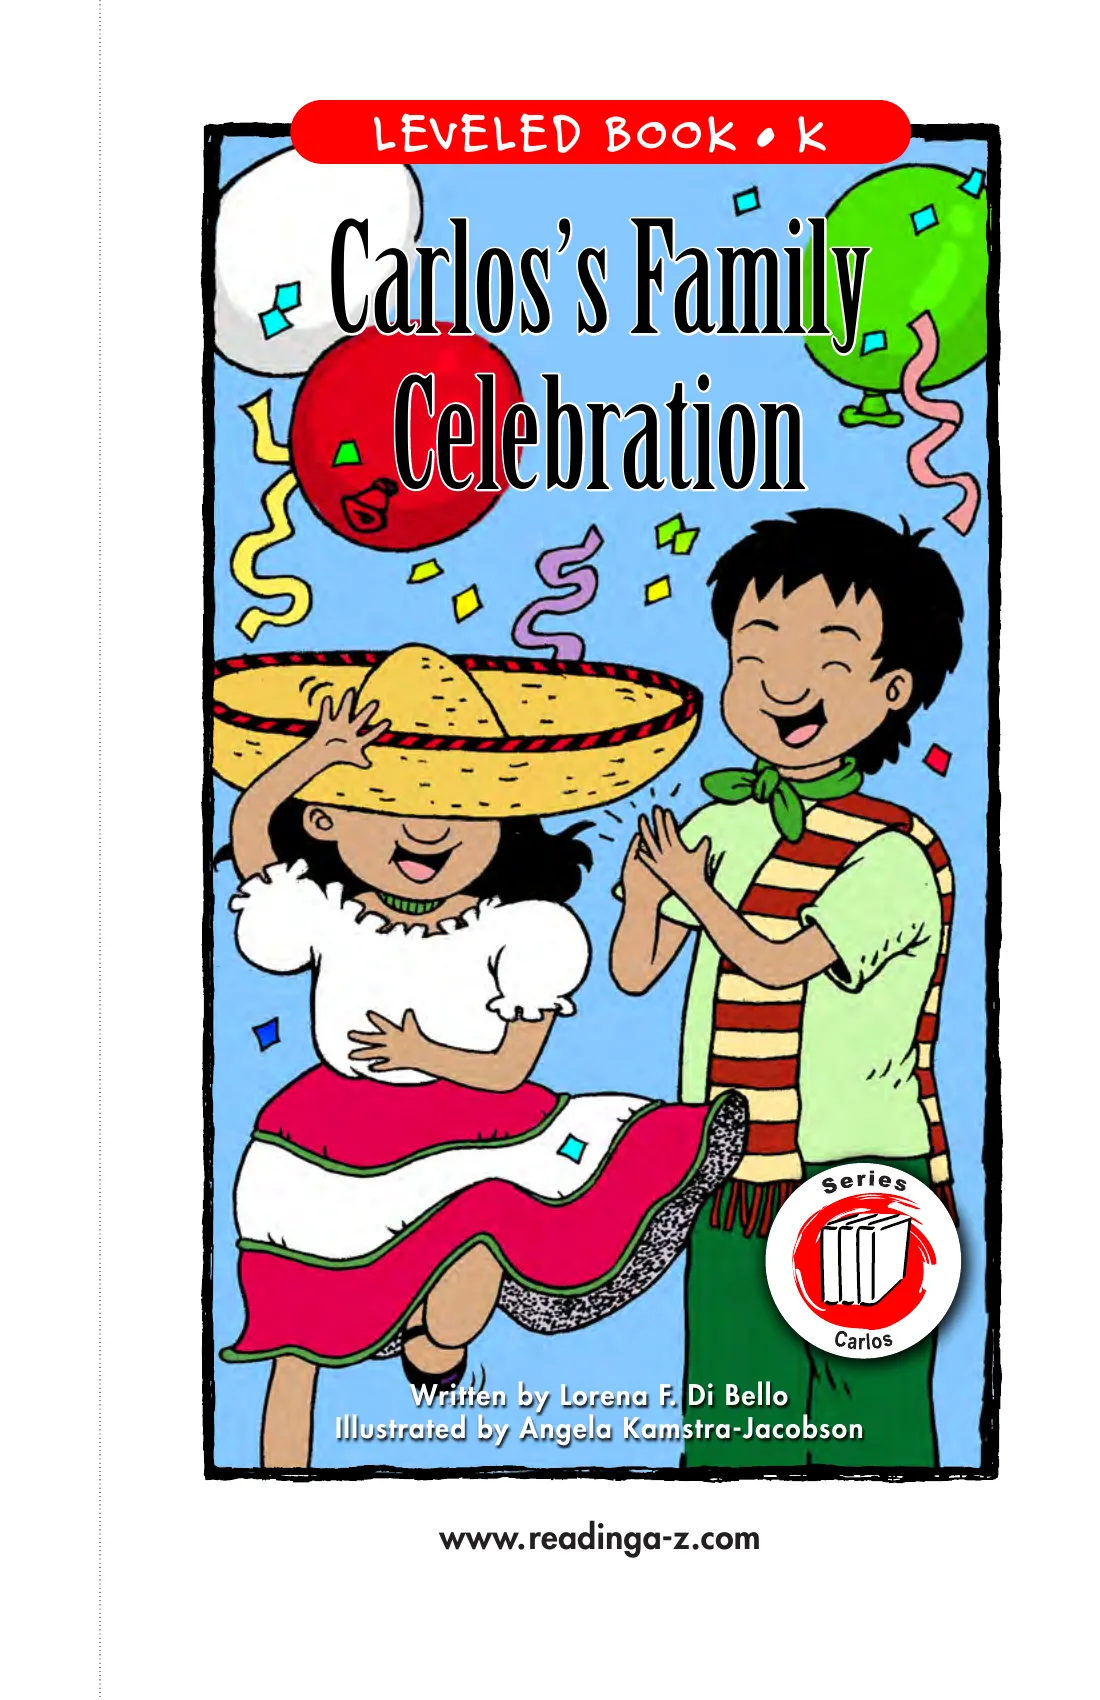 LEVELED BOOK • K
Carlos’s Family
Celebration
Series
Carlos
Written by Lorena F. Di Bello
Illustrated by Angela Kamstra-Jacobson
www.readinga-z.com